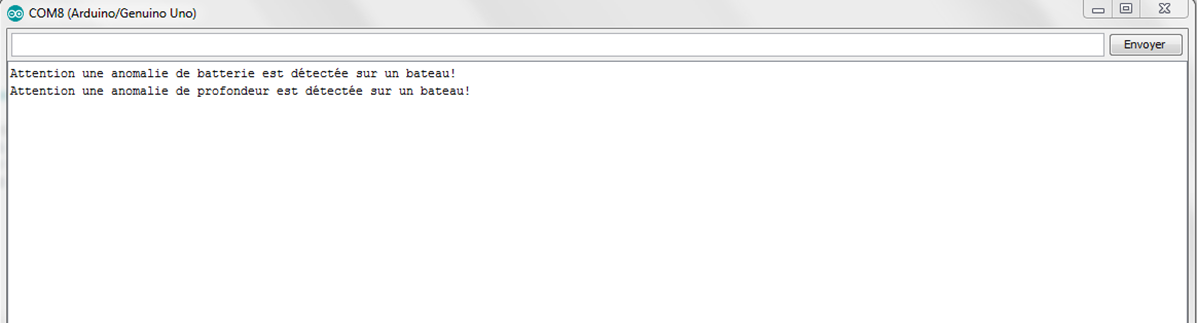 COM8 (Arduino/Genuino Uno)
Envoyer
Attention une anomalie de batterie est détectée sur un bateau!
Attention une anomalie de profondeur est détectée sur un bateau!